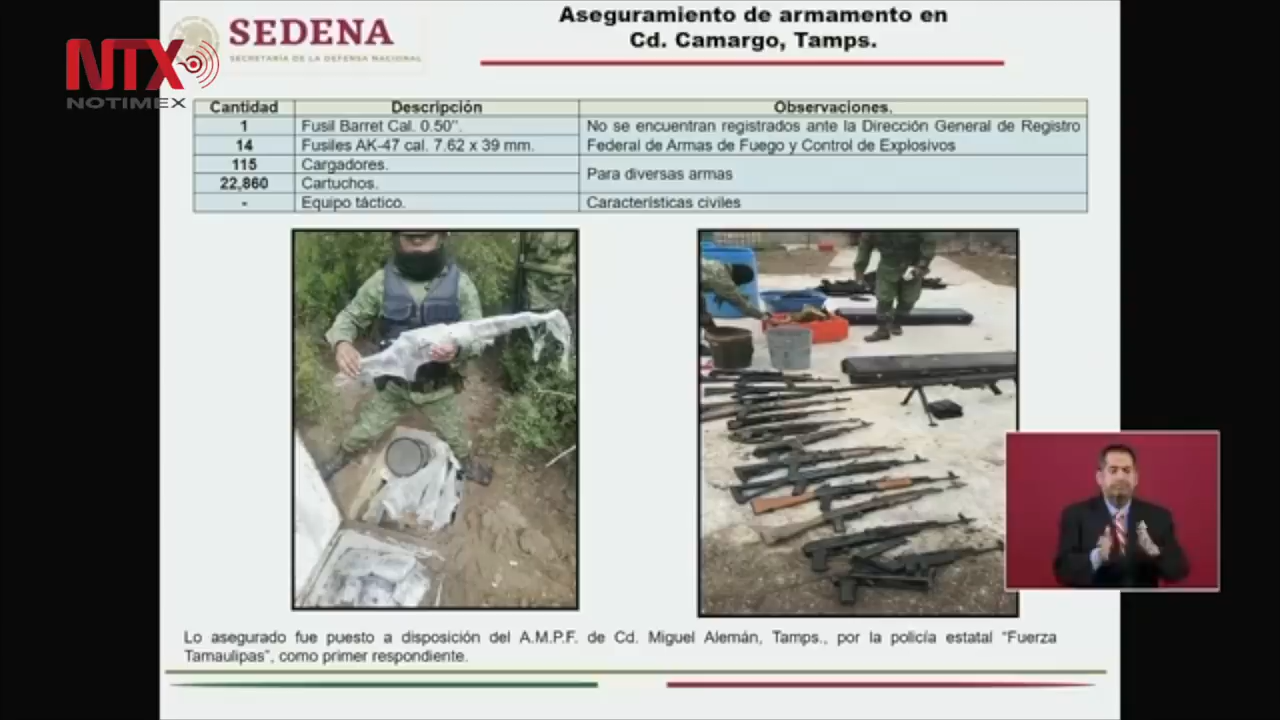 NTX
NOTIMEX
SEDENA
SECRETARÍA DE LA DEFENSA NACIONAL
Aseguramiento de armamento en
Cd. Camargo, Tamps.
Cantidad Descripción Observaciones.
1 Fusil Barret Cal. 0.50''. No se encuentran registrados ante la Dirección General de Registro
14 Fusiles AK-47 cal. 7.62 x 39 mm. Federal de Armas de Fuego y Control de Explosivos
115 Cargadores. Para diversas armas
22,860 Cartuchos.
- Equipo táctico. Características civiles
Lo asegurado fue puesto a disposición del A.M.P.F. de Cd. Miguel Alemán, Tamps., por la policía estatal "Fuerza
Tamaulipas", como primer respondiente.